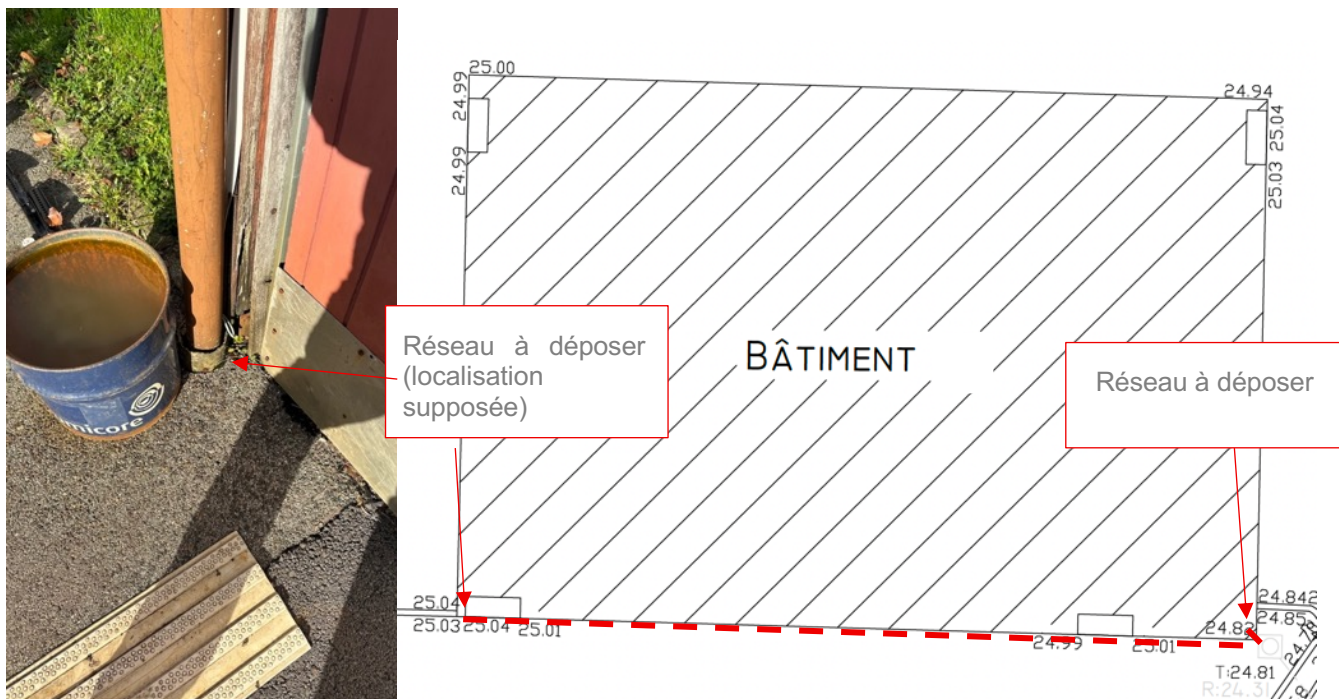 25.00
24.99
24.99
24.94
25.04
25.03
Réseau à déposer
(localisation
supposée)
BÂTIMENT
Réseau à déposer
micore
25.04
25.03
25.04
25.01
24.99
25.01
24.82
24.842
24.85
24.78
T:24.81
R:24.31